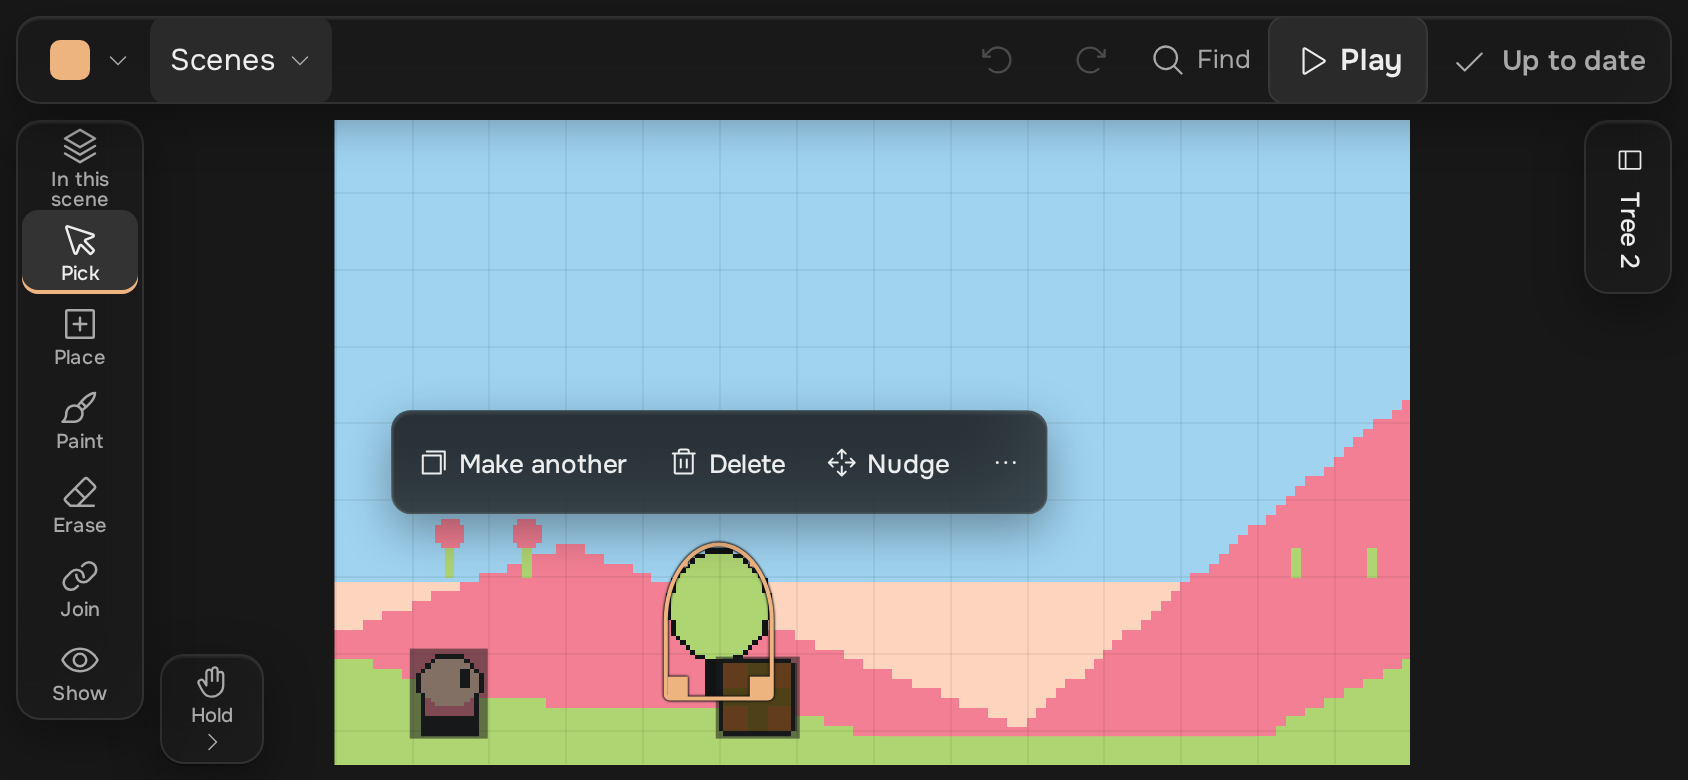 Scenes
Find
Play
Up to date
In this
scene
Pick
Place
Paint
Erase
Join
Show
Hold
Make another
Delete
Nudge
Tree 2